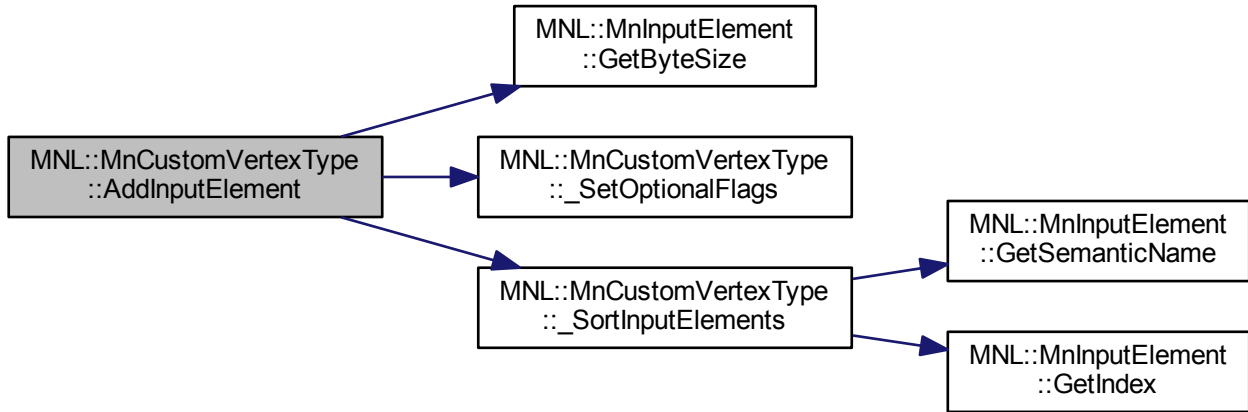 MNL::MnInputElement
::GetByteSize
MNL::MnCustomVertexType
::AddInputElement
MNL::MnCustomVertexType
::_SetOptionalFlags
MNL::MnCustomVertexType
::_SortInputElements
MNL::MnInputElement
::GetSemanticName
MNL::MnInputElement
::GetIndex